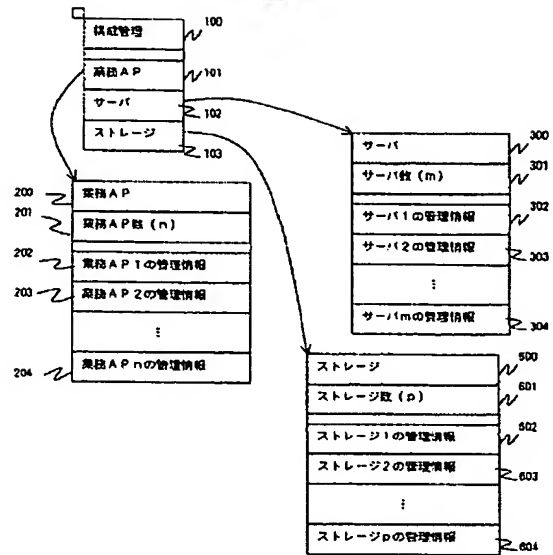 構成管理
100
業務AP
101
サーバ
102
ストレージ
103
200
業務AP
201
業務AP数(n)
202
業務AP1の管理情報
203
業務AP2の管理情報
⋮
204
業務APnの管理情報
サーバ
300
サーバ数(m)
301
サーバ1の管理情報
302
サーバ2の管理情報
303
⋮
サーバmの管理情報
304
ストレージ
600
ストレージ数(p)
601
ストレージ1の管理情報
602
ストレージ2の管理情報
603
⋮
ストレージpの管理情報
604